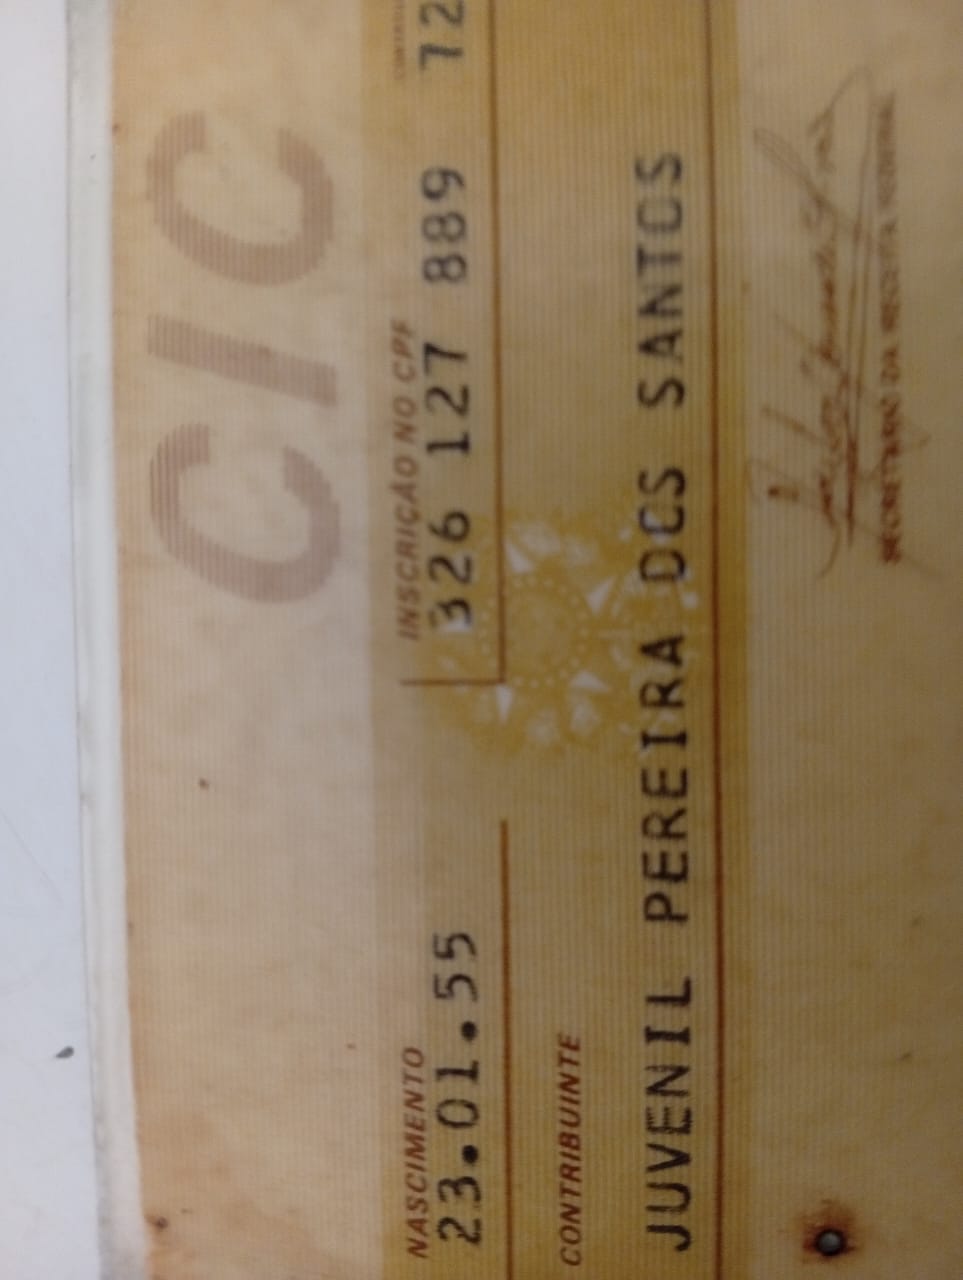 CIC
NASCIMENTO INSCRIÇÃO NO CPF
23.01.55 326 127 889 72
CONTRIBUINTE
JUVENIL PEREIRA DOS SANTOS
SECRETÁRIO DA RECEITA FEDERAL